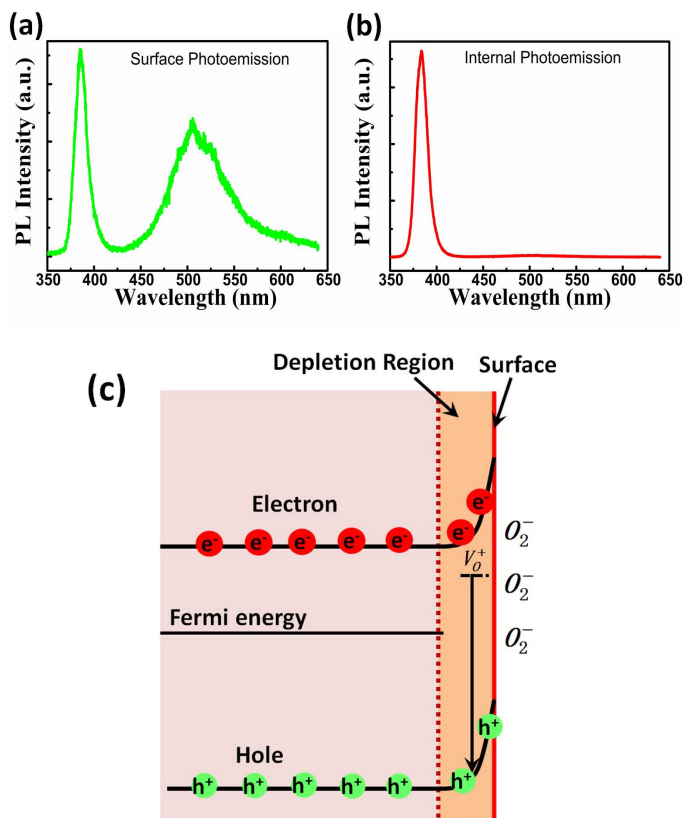 (a)
Surface Photoemission
PL Intensity (a.u.)
350 400 450 500 550 600 650
Wavelength (nm)
(b)
Internal Photoemission
PL Intensity (a.u.)
350 400 450 500 550 600 650
Wavelength (nm)
(c)
Depletion Region
Surface
Electron
e⁻ e⁻ e⁻ e⁻ e⁻ e⁻ e⁻
O₂⁻
V_O⁺
O₂⁻
Fermi energy
O₂⁻
Hole
h⁺ h⁺ h⁺ h⁺ h⁺ h⁺ h⁺